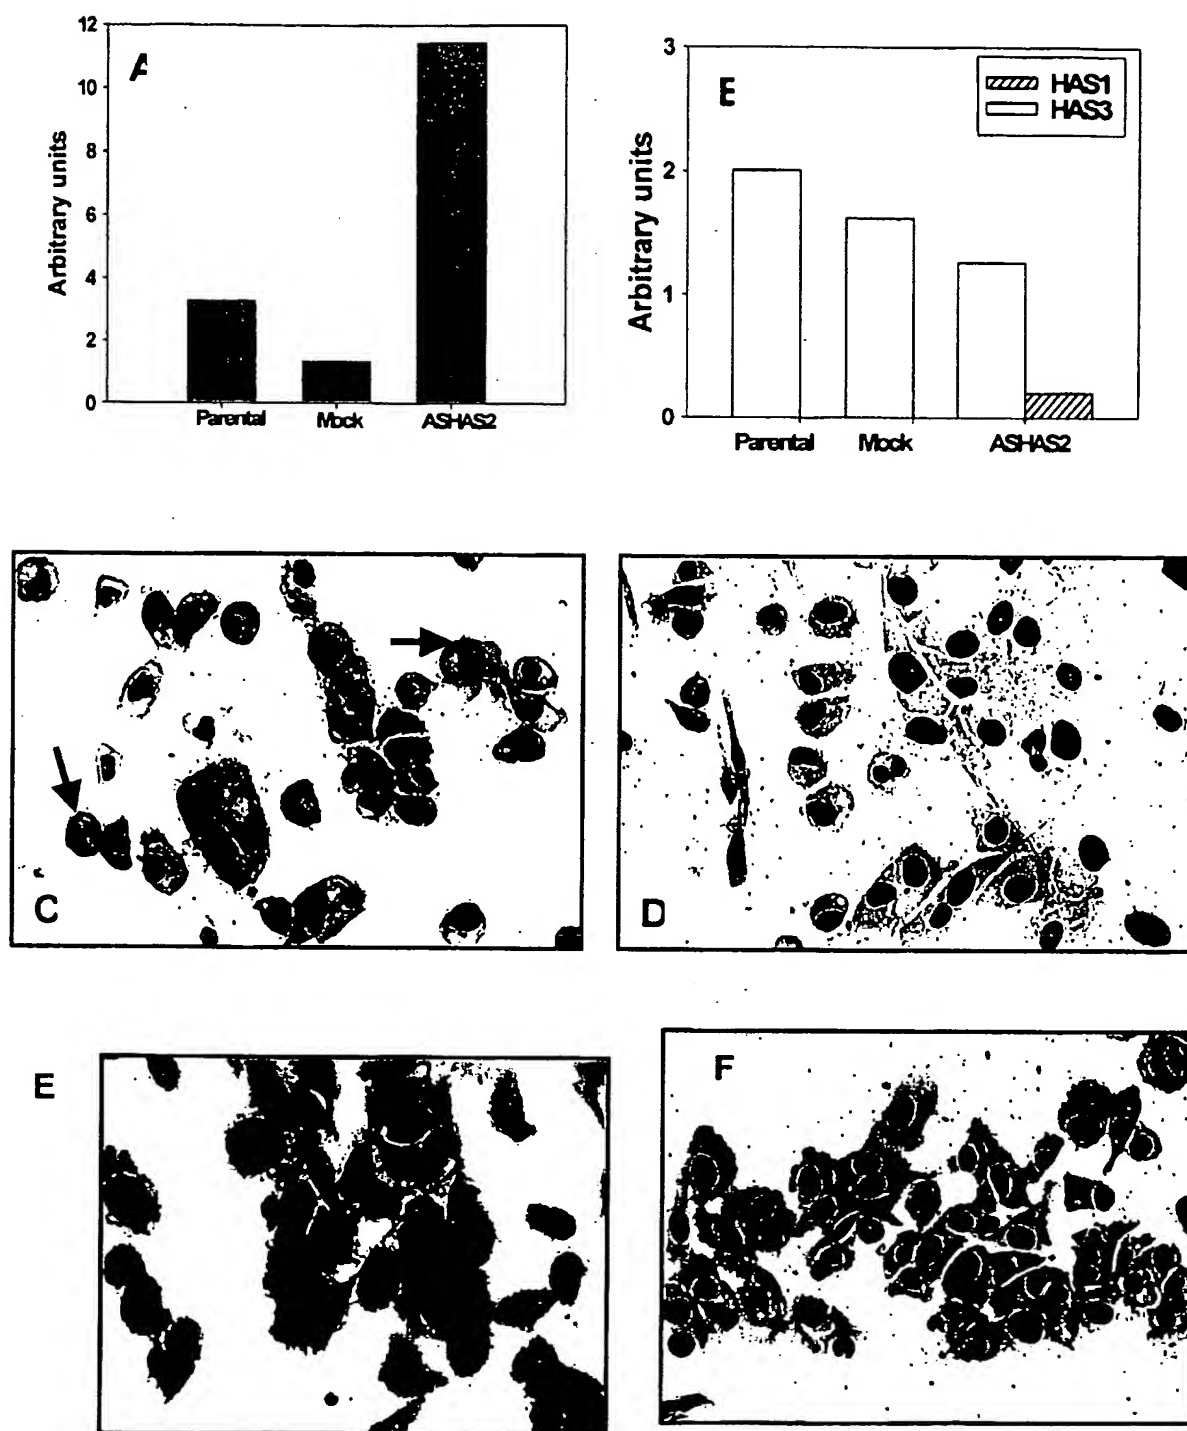 A
Arbitrary units
12
10
8
6
4
2
0
Parental Mock ASHAS2
Arbitrary units
3
2
1
0
HAS1
HAS3
Parental Mock ASHAS2
C
D
E
F